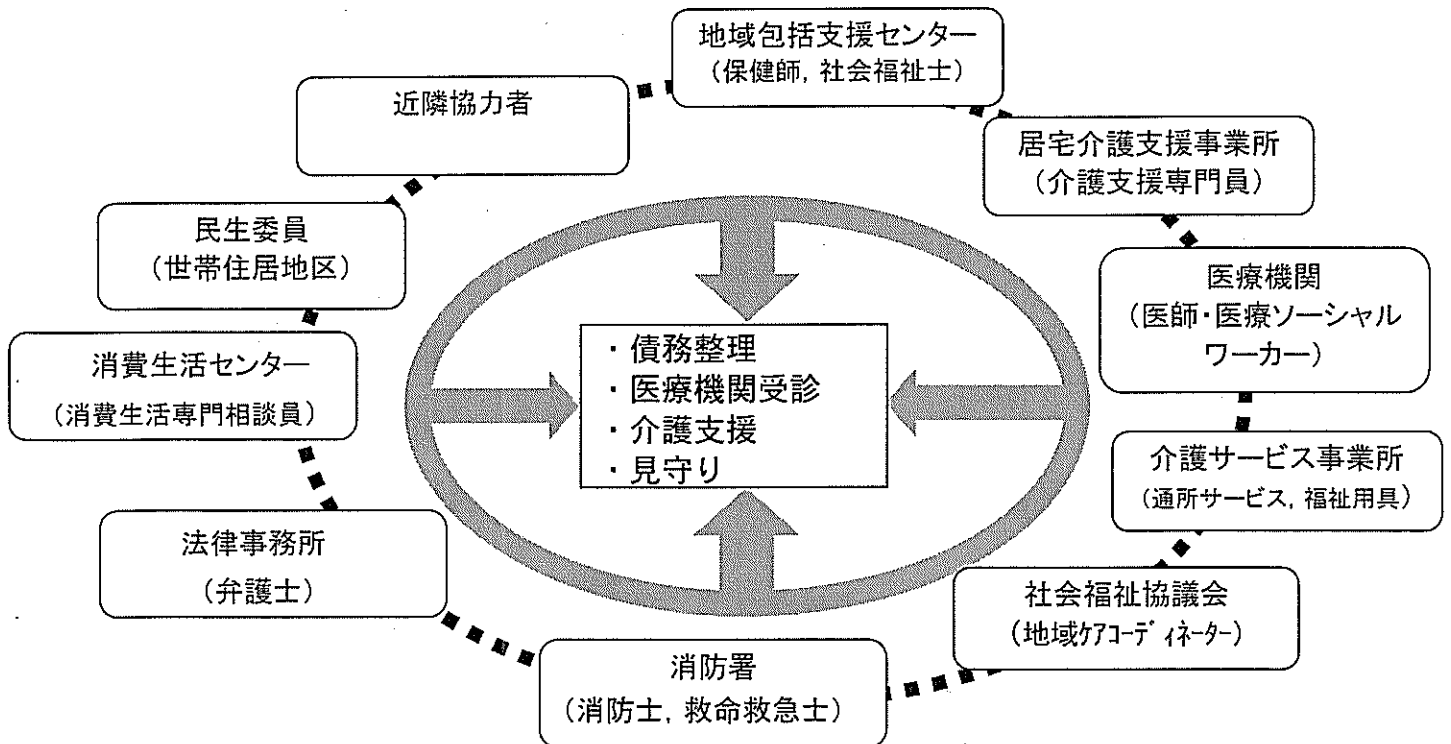 地域包括支援センター
（保健師，社会福祉士）
近隣協力者
居宅介護支援事業所
（介護支援専門員）
民生委員
（世帯住居地区）
医療機関
（医師・医療ソーシャル
ワーカー）
消費生活センター
（消費生活専門相談員）
・債務整理
・医療機関受診
・介護支援
・見守り
介護サービス事業所
（通所サービス，福祉用具）
法律事務所
（弁護士）
社会福祉協議会
（地域ｹｱｺｰﾃﾞｨﾈｰﾀｰ）
消防署
（消防士，救命救急士）